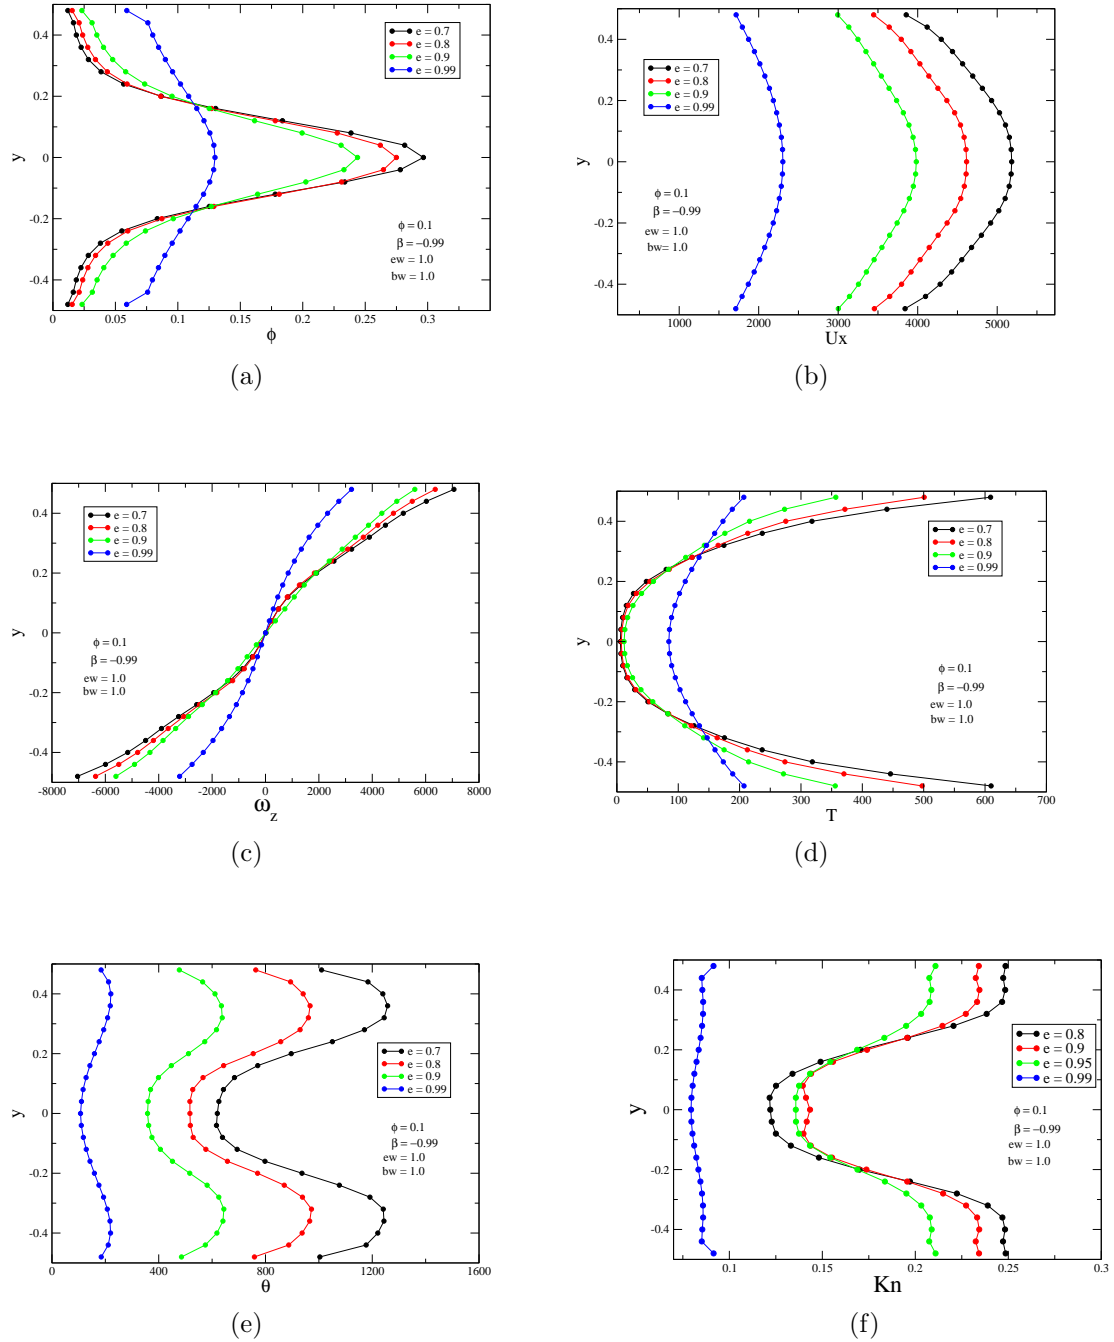 y
0.4
0.2
0
-0.2
-0.4
e = 0.7
e = 0.8
e = 0.9
e = 0.99
ϕ = 0.1
β = −0.99
ew = 1.0
bw = 1.0
0 0.05 0.1 0.15 0.2 0.25 0.3
ϕ
(a)
y
0.4
0.2
0
-0.2
-0.4
e = 0.7
e = 0.8
e = 0.9
e = 0.99
ϕ = 0.1
β = −0.99
ew = 1.0
bw = 1.0
1000 2000 3000 4000 5000
Ux
(b)
y
0.4
0.2
0
-0.2
-0.4
e = 0.7
e = 0.8
e = 0.9
e = 0.99
ϕ = 0.1
β = −0.99
ew = 1.0
bw = 1.0
-8000 -6000 -4000 -2000 0 2000 4000 6000 8000
ω_z
(c)
y
0.4
0.2
0
-0.2
-0.4
e = 0.7
e = 0.8
e = 0.9
e = 0.99
ϕ = 0.1
β = −0.99
ew = 1.0
bw = 1.0
0 100 200 300 400 500 600 700
T
(d)
y
0.4
0.2
0
-0.2
-0.4
e = 0.7
e = 0.8
e = 0.9
e = 0.99
ϕ = 0.1
β = −0.99
ew = 1.0
bw = 1.0
0 400 800 1200 1600
θ
(e)
y
0.4
0.2
0
-0.2
-0.4
e = 0.8
e = 0.9
e = 0.95
e = 0.99
ϕ = 0.1
β = −0.99
ew = 1.0
bw = 1.0
0.1 0.15 0.2 0.25 0.3
Kn
(f)